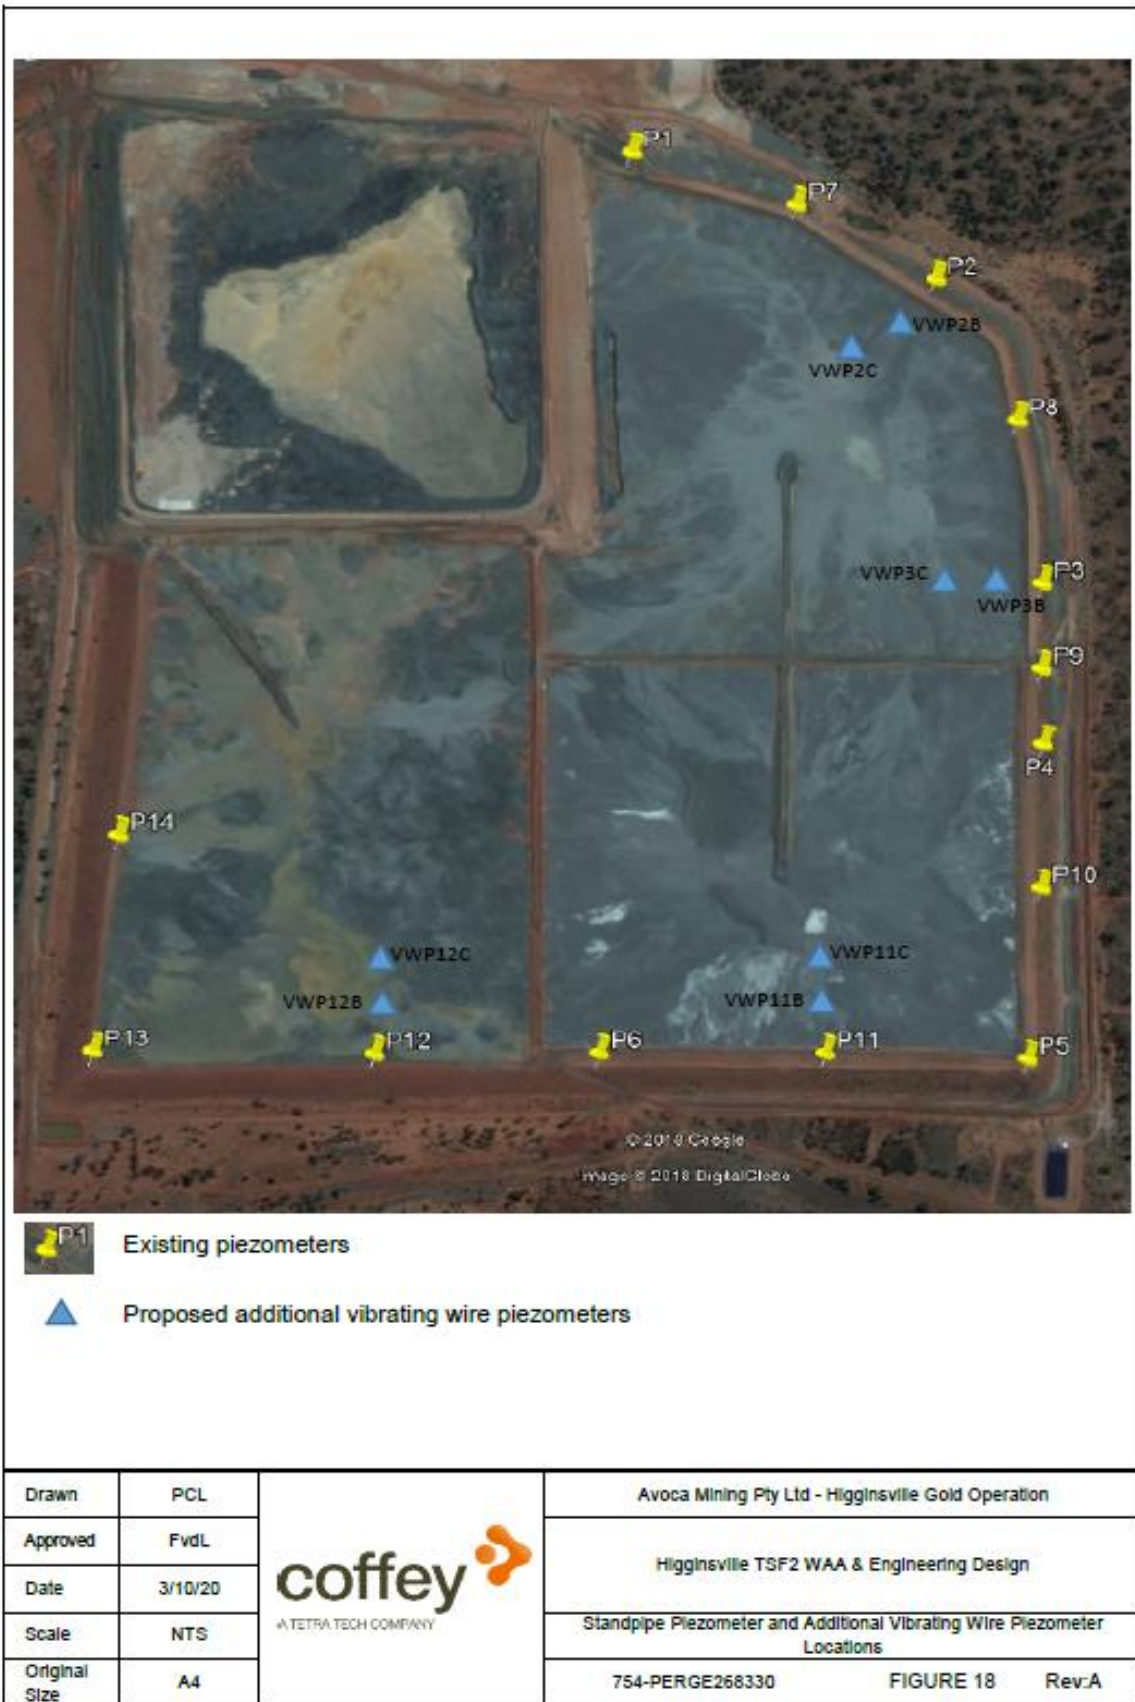 P1
P7
P2
VWP2B
VWP2C
P8
VWP3C
P3
VWP3B
P9
P4
P14
P10
VWP12C
VWP11C
VWP12B
VWP11B
P13
P12
P6
P11
P5
© 2018 Google
Image © 2018 DigitalGlobe
P1
Existing piezometers
Proposed additional vibrating wire piezometers
Drawn PCL
Approved FvdL
Date 3/10/20
Scale NTS
Original Size A4
coffey
A TETRA TECH COMPANY
Avoca Mining Pty Ltd - Higginsville Gold Operation
Higginsville TSF2 WAA & Engineering Design
Standpipe Piezometer and Additional Vibrating Wire Piezometer
Locations
754-PERGE268330 FIGURE 18 Rev:A